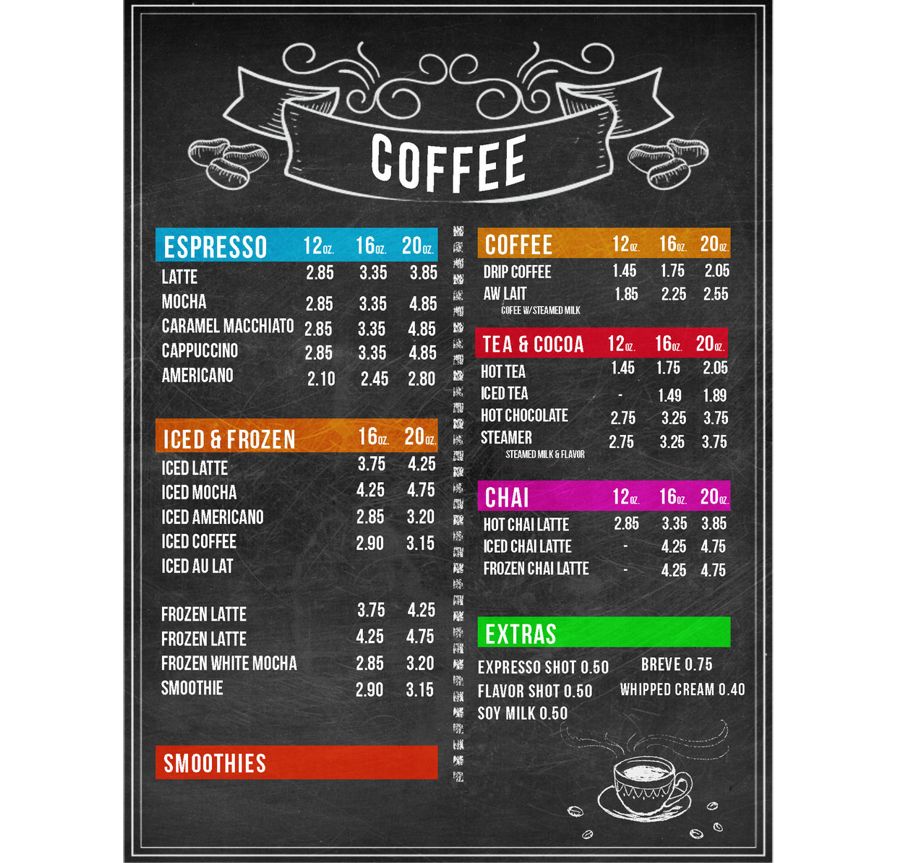 COFFEE
ESPRESSO 12oz. 16oz. 20oz.
LATTE 2.85 3.35 3.85
MOCHA 2.85 3.35 4.85
CARAMEL MACCHIATO 2.85 3.35 4.85
CAPPUCCINO 2.85 3.35 4.85
AMERICANO 2.10 2.45 2.80
ICED & FROZEN 16oz. 20oz.
ICED LATTE 3.75 4.25
ICED MOCHA 4.25 4.75
ICED AMERICANO 2.85 3.20
ICED COFFEE 2.90 3.15
ICED AU LAT
FROZEN LATTE 3.75 4.25
FROZEN LATTE 4.25 4.75
FROZEN WHITE MOCHA 2.85 3.20
SMOOTHIE 2.90 3.15
SMOOTHIES
COFFEE 12oz. 16oz. 20oz.
DRIP COFFEE 1.45 1.75 2.05
AW LAIT 1.85 2.25 2.55
COFEE W/STEAMED MILK
TEA & COCOA 12oz. 16oz. 20oz.
HOT TEA 1.45 1.75 2.05
ICED TEA - 1.49 1.89
HOT CHOCOLATE 2.75 3.25 3.75
STEAMER 2.75 3.25 3.75
STEAMED MILK & FLAVOR
CHAI 12oz. 16oz. 20oz.
HOT CHAI LATTE 2.85 3.35 3.85
ICED CHAI LATTE - 4.25 4.75
FROZEN CHAI LATTE - 4.25 4.75
EXTRAS
EXPRESSO SHOT 0.50 BREVE 0.75
FLAVOR SHOT 0.50 WHIPPED CREAM 0.40
SOY MILK 0.50